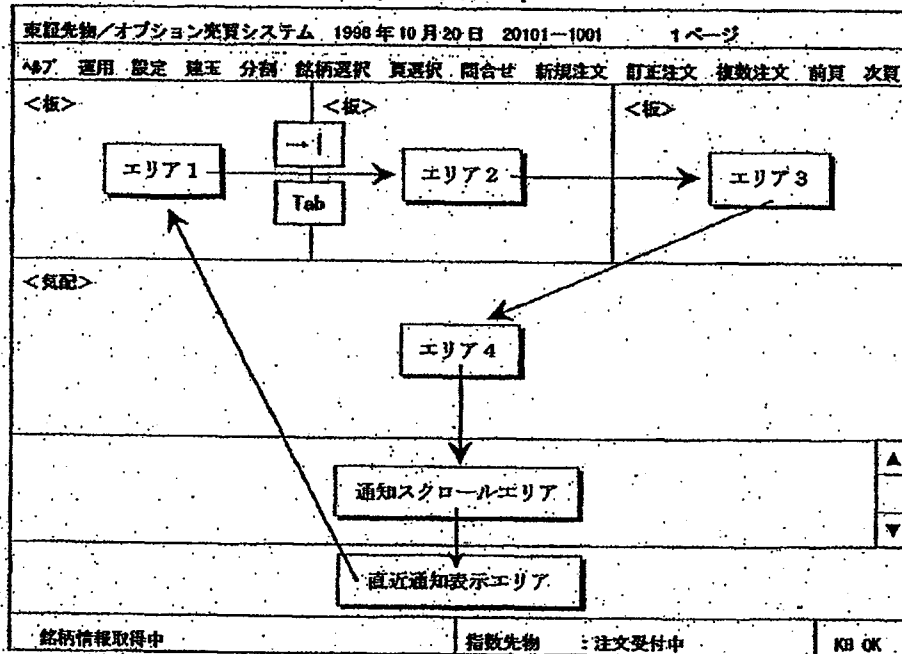 東証先物/オプション売買システム 1998年10月20日 20101-1001 1ページ
ヘルプ 運用 設定 建玉 分割 銘柄選択 頁選択 問合せ 新規注文 訂正注文 複数注文 前頁 次頁
<板> <板> <板>
→|
エリア1 エリア2 エリア3
Tab
<気配>
エリア4
▲
通知スクロールエリア
▼
直近通知表示エリア
銘柄情報取得中 指数先物 :注文受付中 KB OK